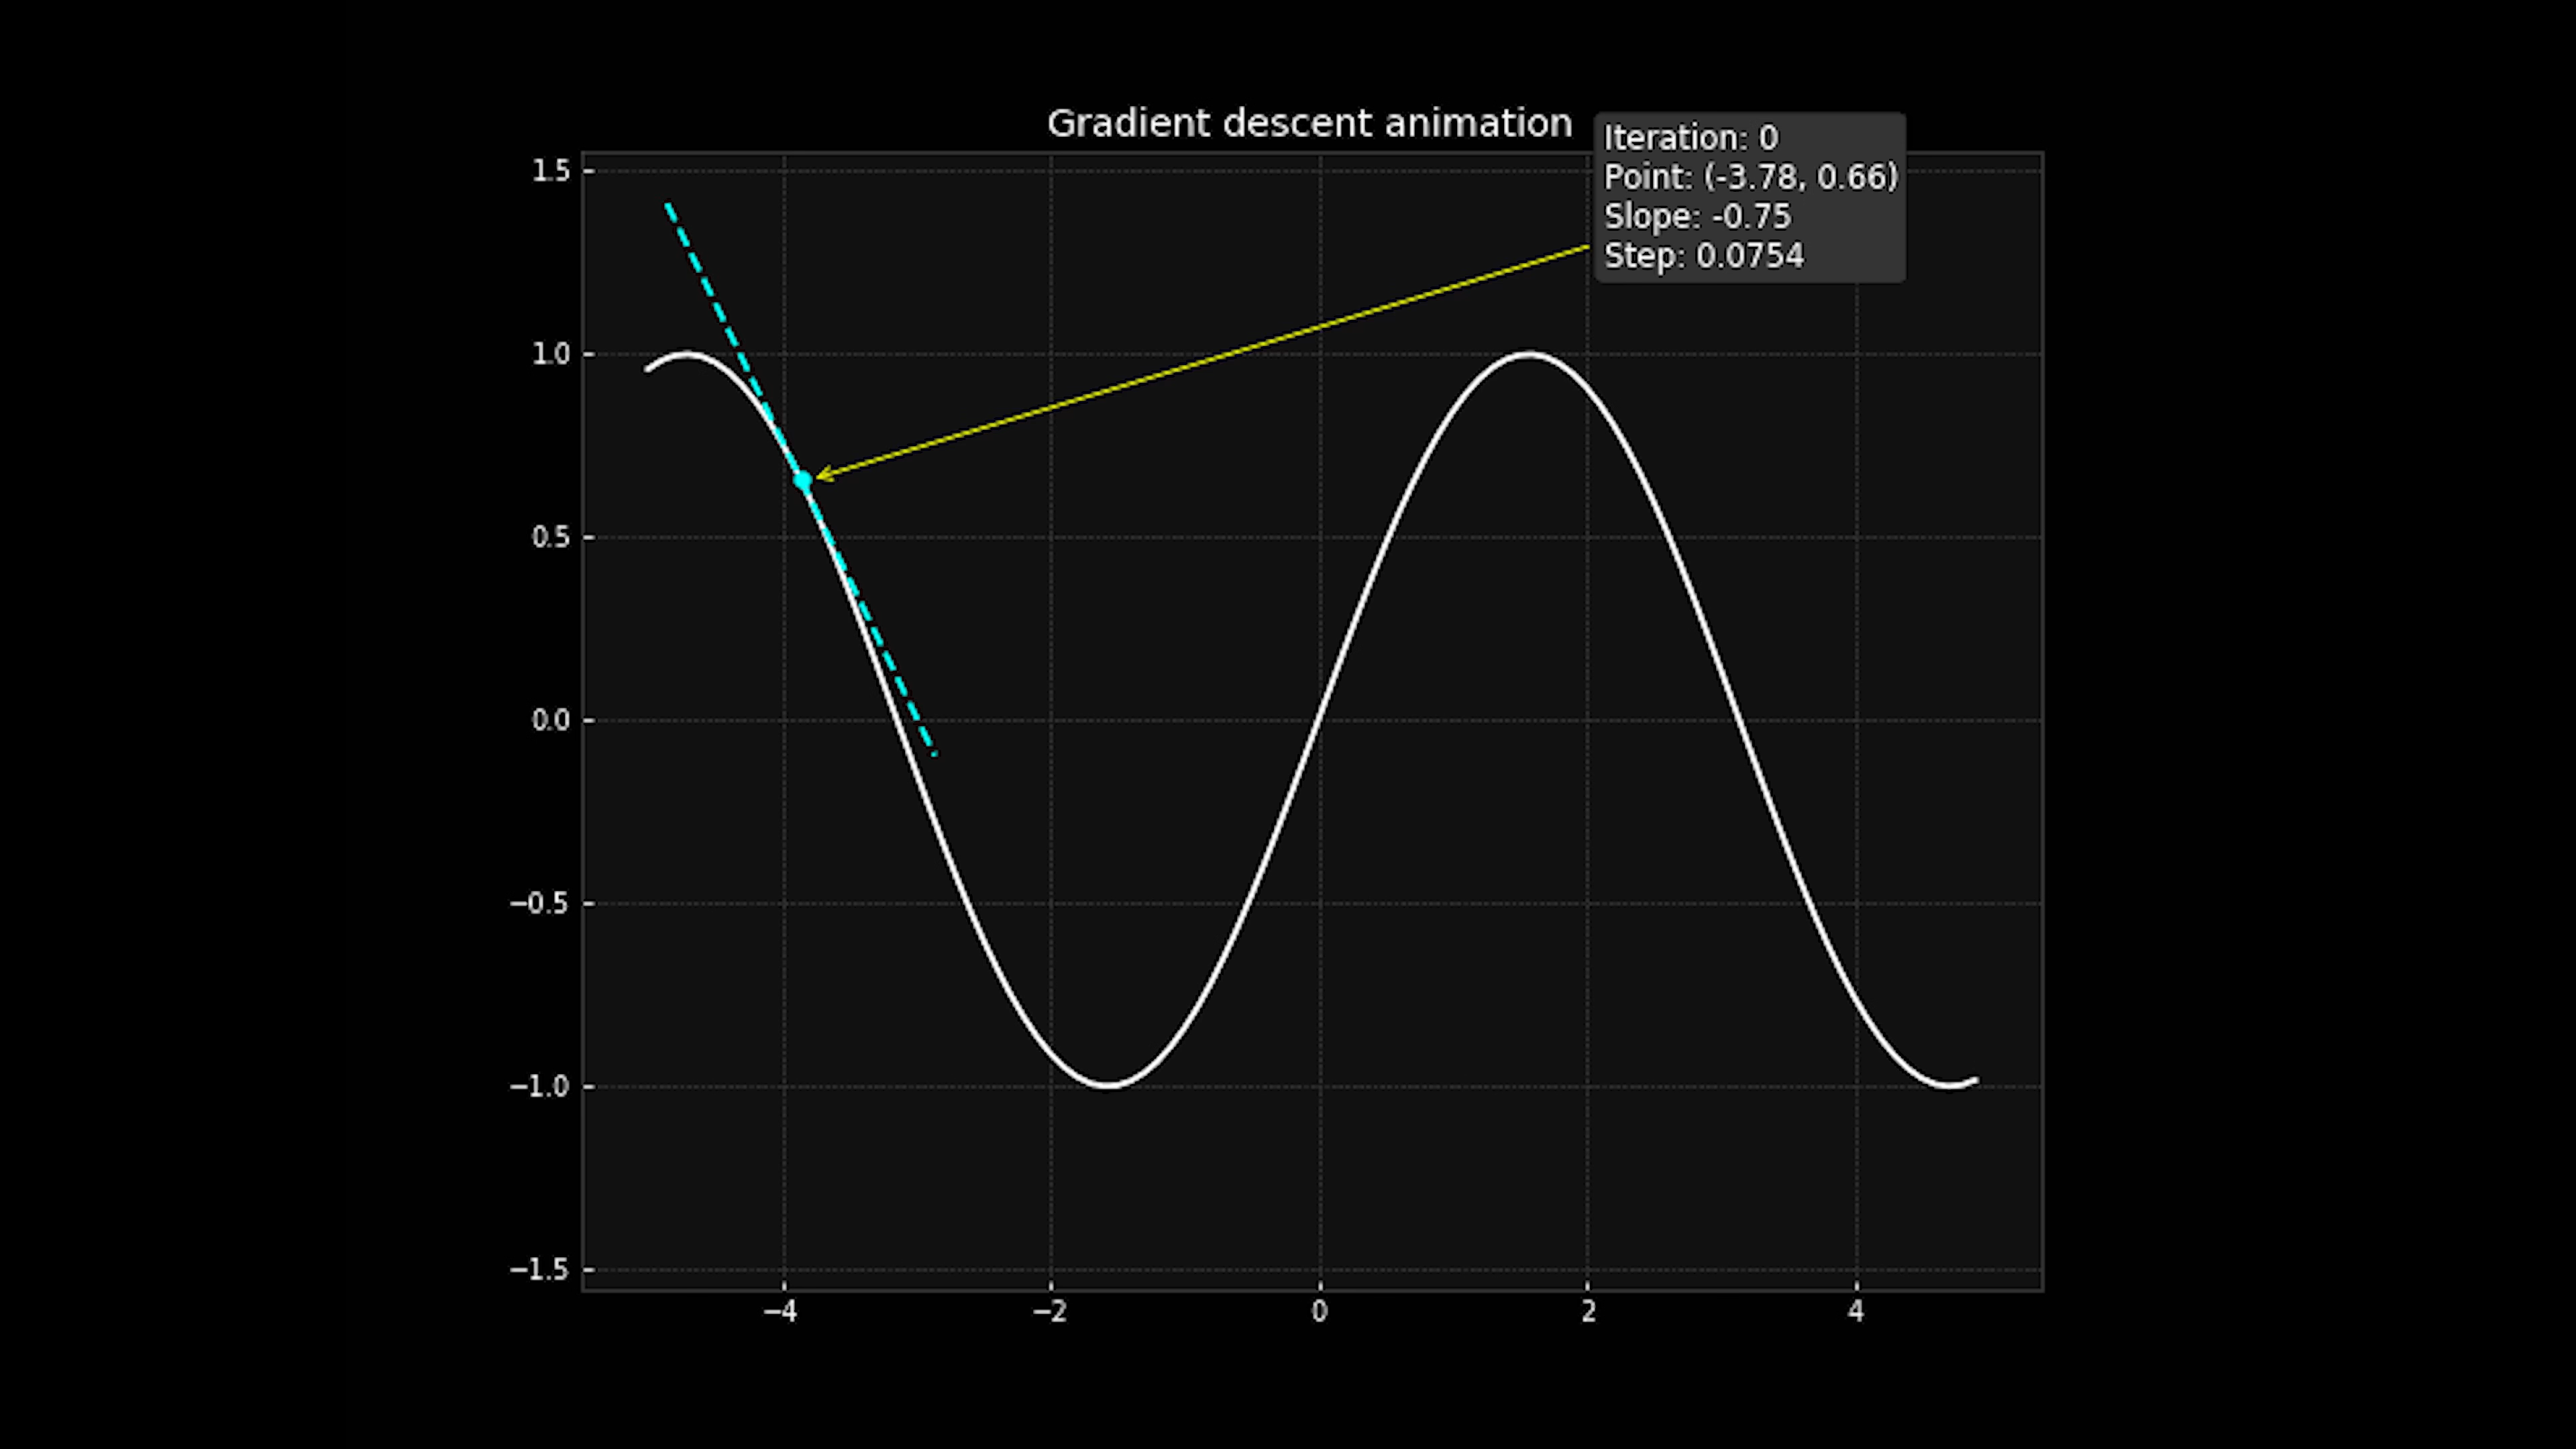 Gradient descent animation
Iteration: 0
Point: (-3.78, 0.66)
Slope: -0.75
Step: 0.0754
1.5
1.0
0.5
0.0
−0.5
−1.0
−1.5
−4 −2 0 2 4